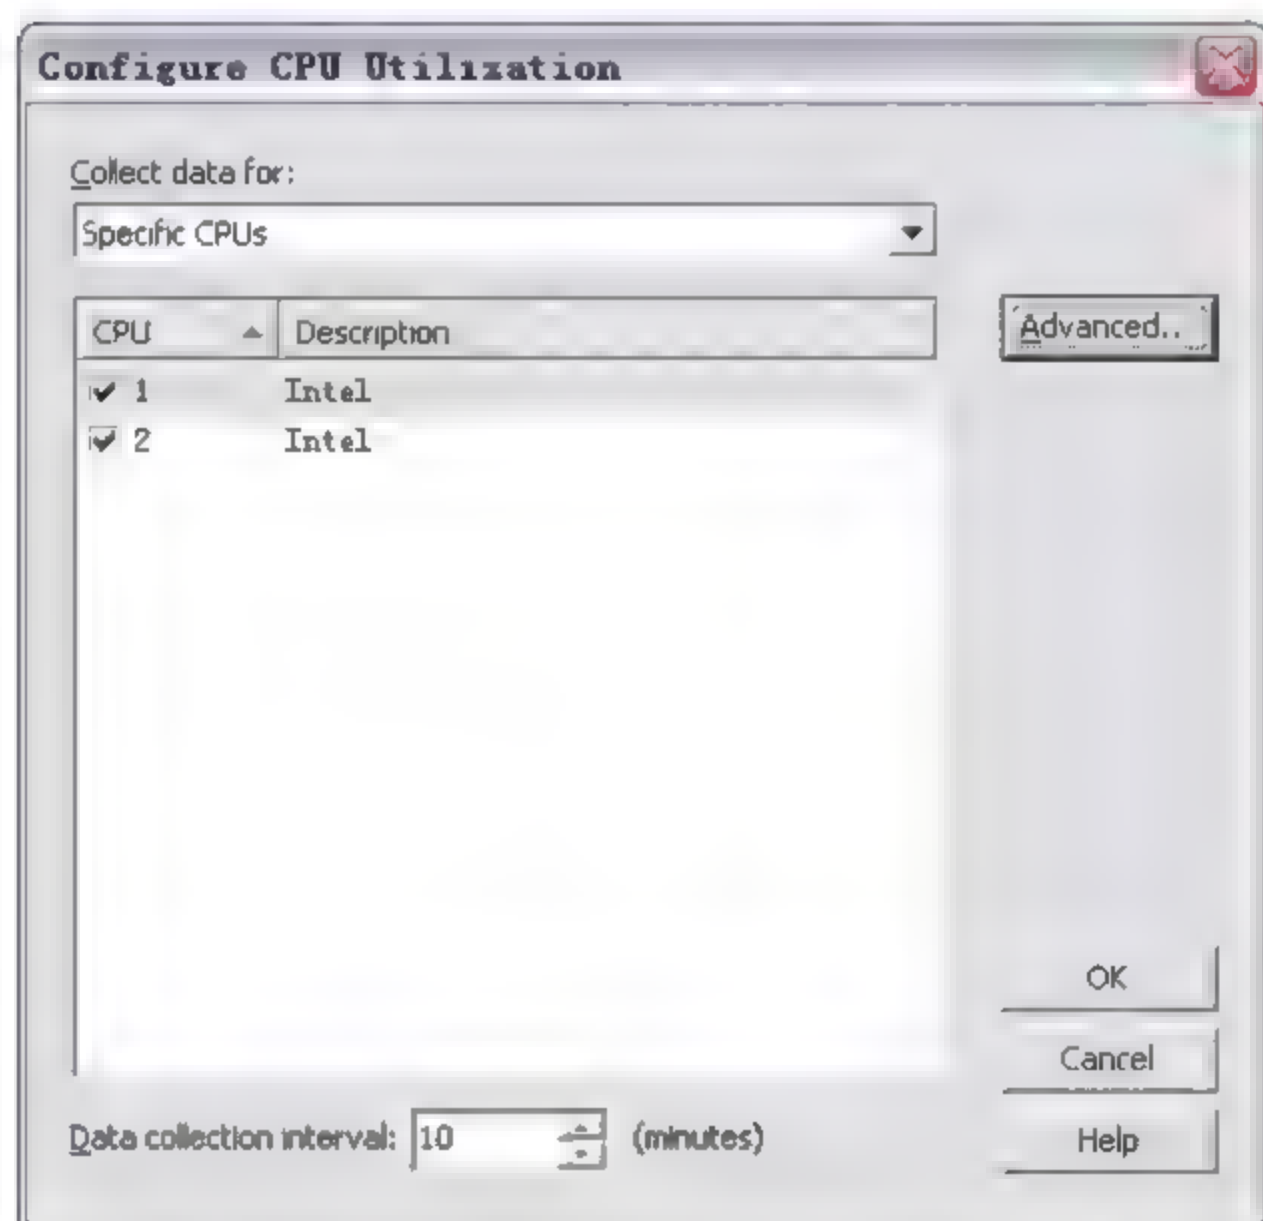 Configure CPU Utilization
Collect data for:
Specific CPUs
CPU Description
Advanced..
1 Intel
2 Intel
OK
Cancel
Data collection interval: 10 (minutes)
Help